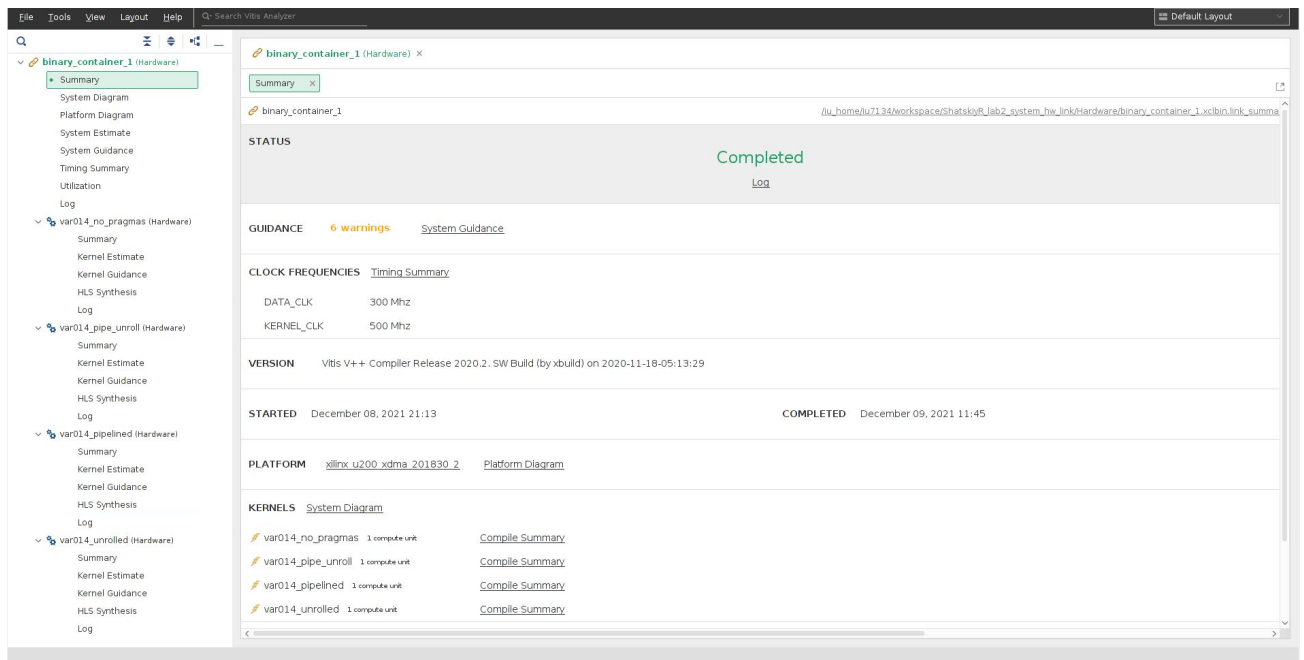 File Tools View Layout Help Search Vitis Analyzer Default Layout
binary_container_1 (Hardware)
Summary
System Diagram
Platform Diagram
System Estimate
System Guidance
Timing Summary
Utilization
Log
var014_no_pragmas (Hardware)
Summary
Kernel Estimate
Kernel Guidance
HLS Synthesis
Log
var014_pipe_unroll (Hardware)
Summary
Kernel Estimate
Kernel Guidance
HLS Synthesis
Log
var014_pipelined (Hardware)
Summary
Kernel Estimate
Kernel Guidance
HLS Synthesis
Log
var014_unrolled (Hardware)
Summary
Kernel Estimate
Kernel Guidance
HLS Synthesis
Log
binary_container_1 (Hardware) ×
Summary ×
binary_container_1 /iu_home/iu7134/workspace/ShatskiyR_lab2_system_hw_link/Hardware/binary_container_1.xclbin.link_summa
STATUS
Completed
Log
GUIDANCE 6 warnings System Guidance
CLOCK FREQUENCIES Timing Summary
DATA_CLK 300 Mhz
KERNEL_CLK 500 Mhz
VERSION Vitis V++ Compiler Release 2020.2. SW Build (by xbuild) on 2020-11-18-05:13:29
STARTED December 08, 2021 21:13 COMPLETED December 09, 2021 11:45
PLATFORM xilinx_u200_xdma_201830_2 Platform Diagram
KERNELS System Diagram
var014_no_pragmas 1 compute unit Compile Summary
var014_pipe_unroll 1 compute unit Compile Summary
var014_pipelined 1 compute unit Compile Summary
var014_unrolled 1 compute unit Compile Summary